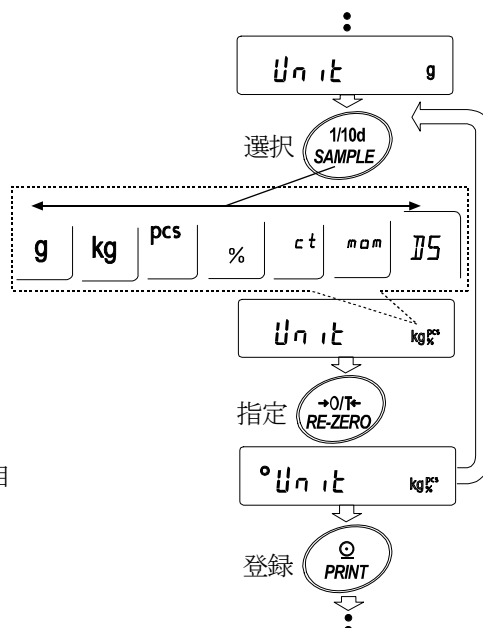 Unit g
選択 1/10d
SAMPLE
g kg pcs % ct mom DS
Unit kg pcs %
→0/T←
指定 RE-ZERO
°Unit kg pcs %
登録 PRINT